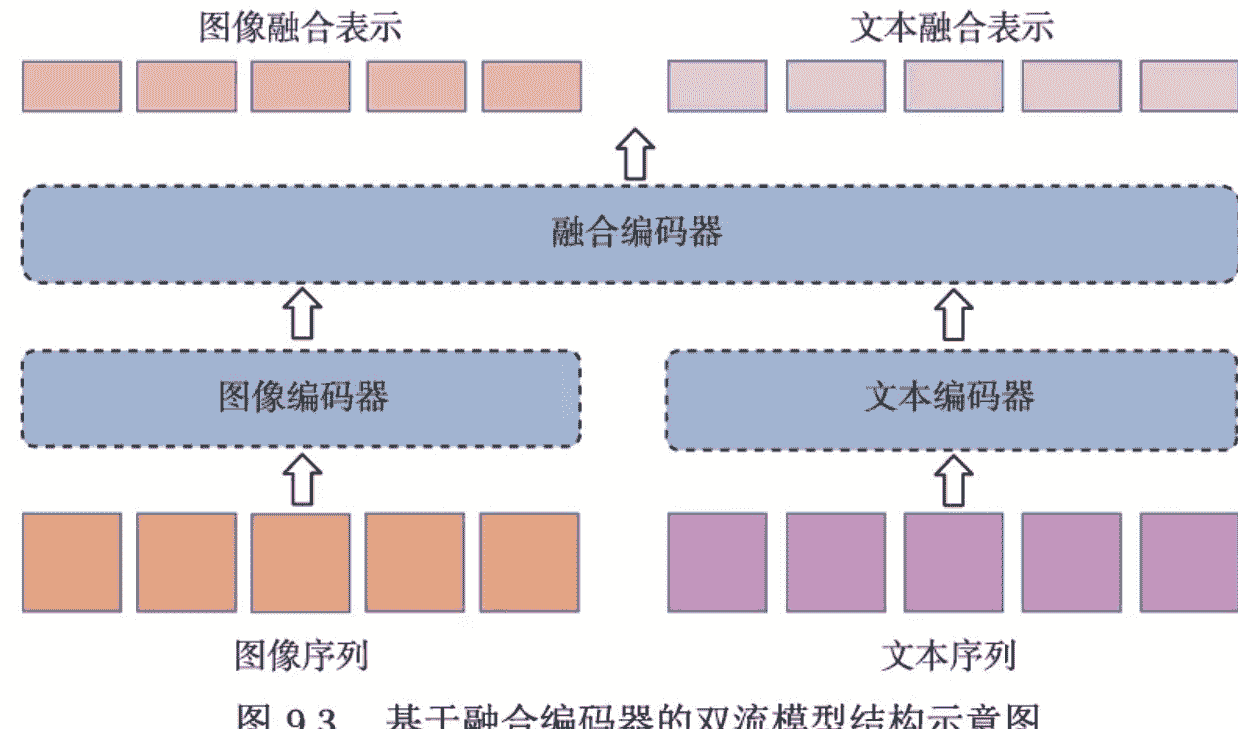 图像融合表示 文本融合表示
融合编码器
图像编码器 文本编码器
图像序列 文本序列
图 9.3 基于融合编码器的双流模型结构示意图